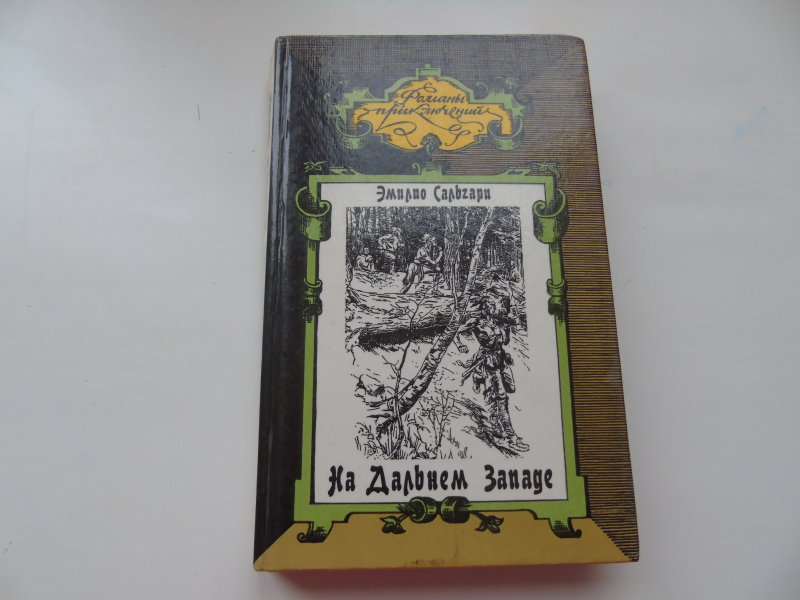 Романы
приключений
Эмилио Сальгари
На Дальнем Западе